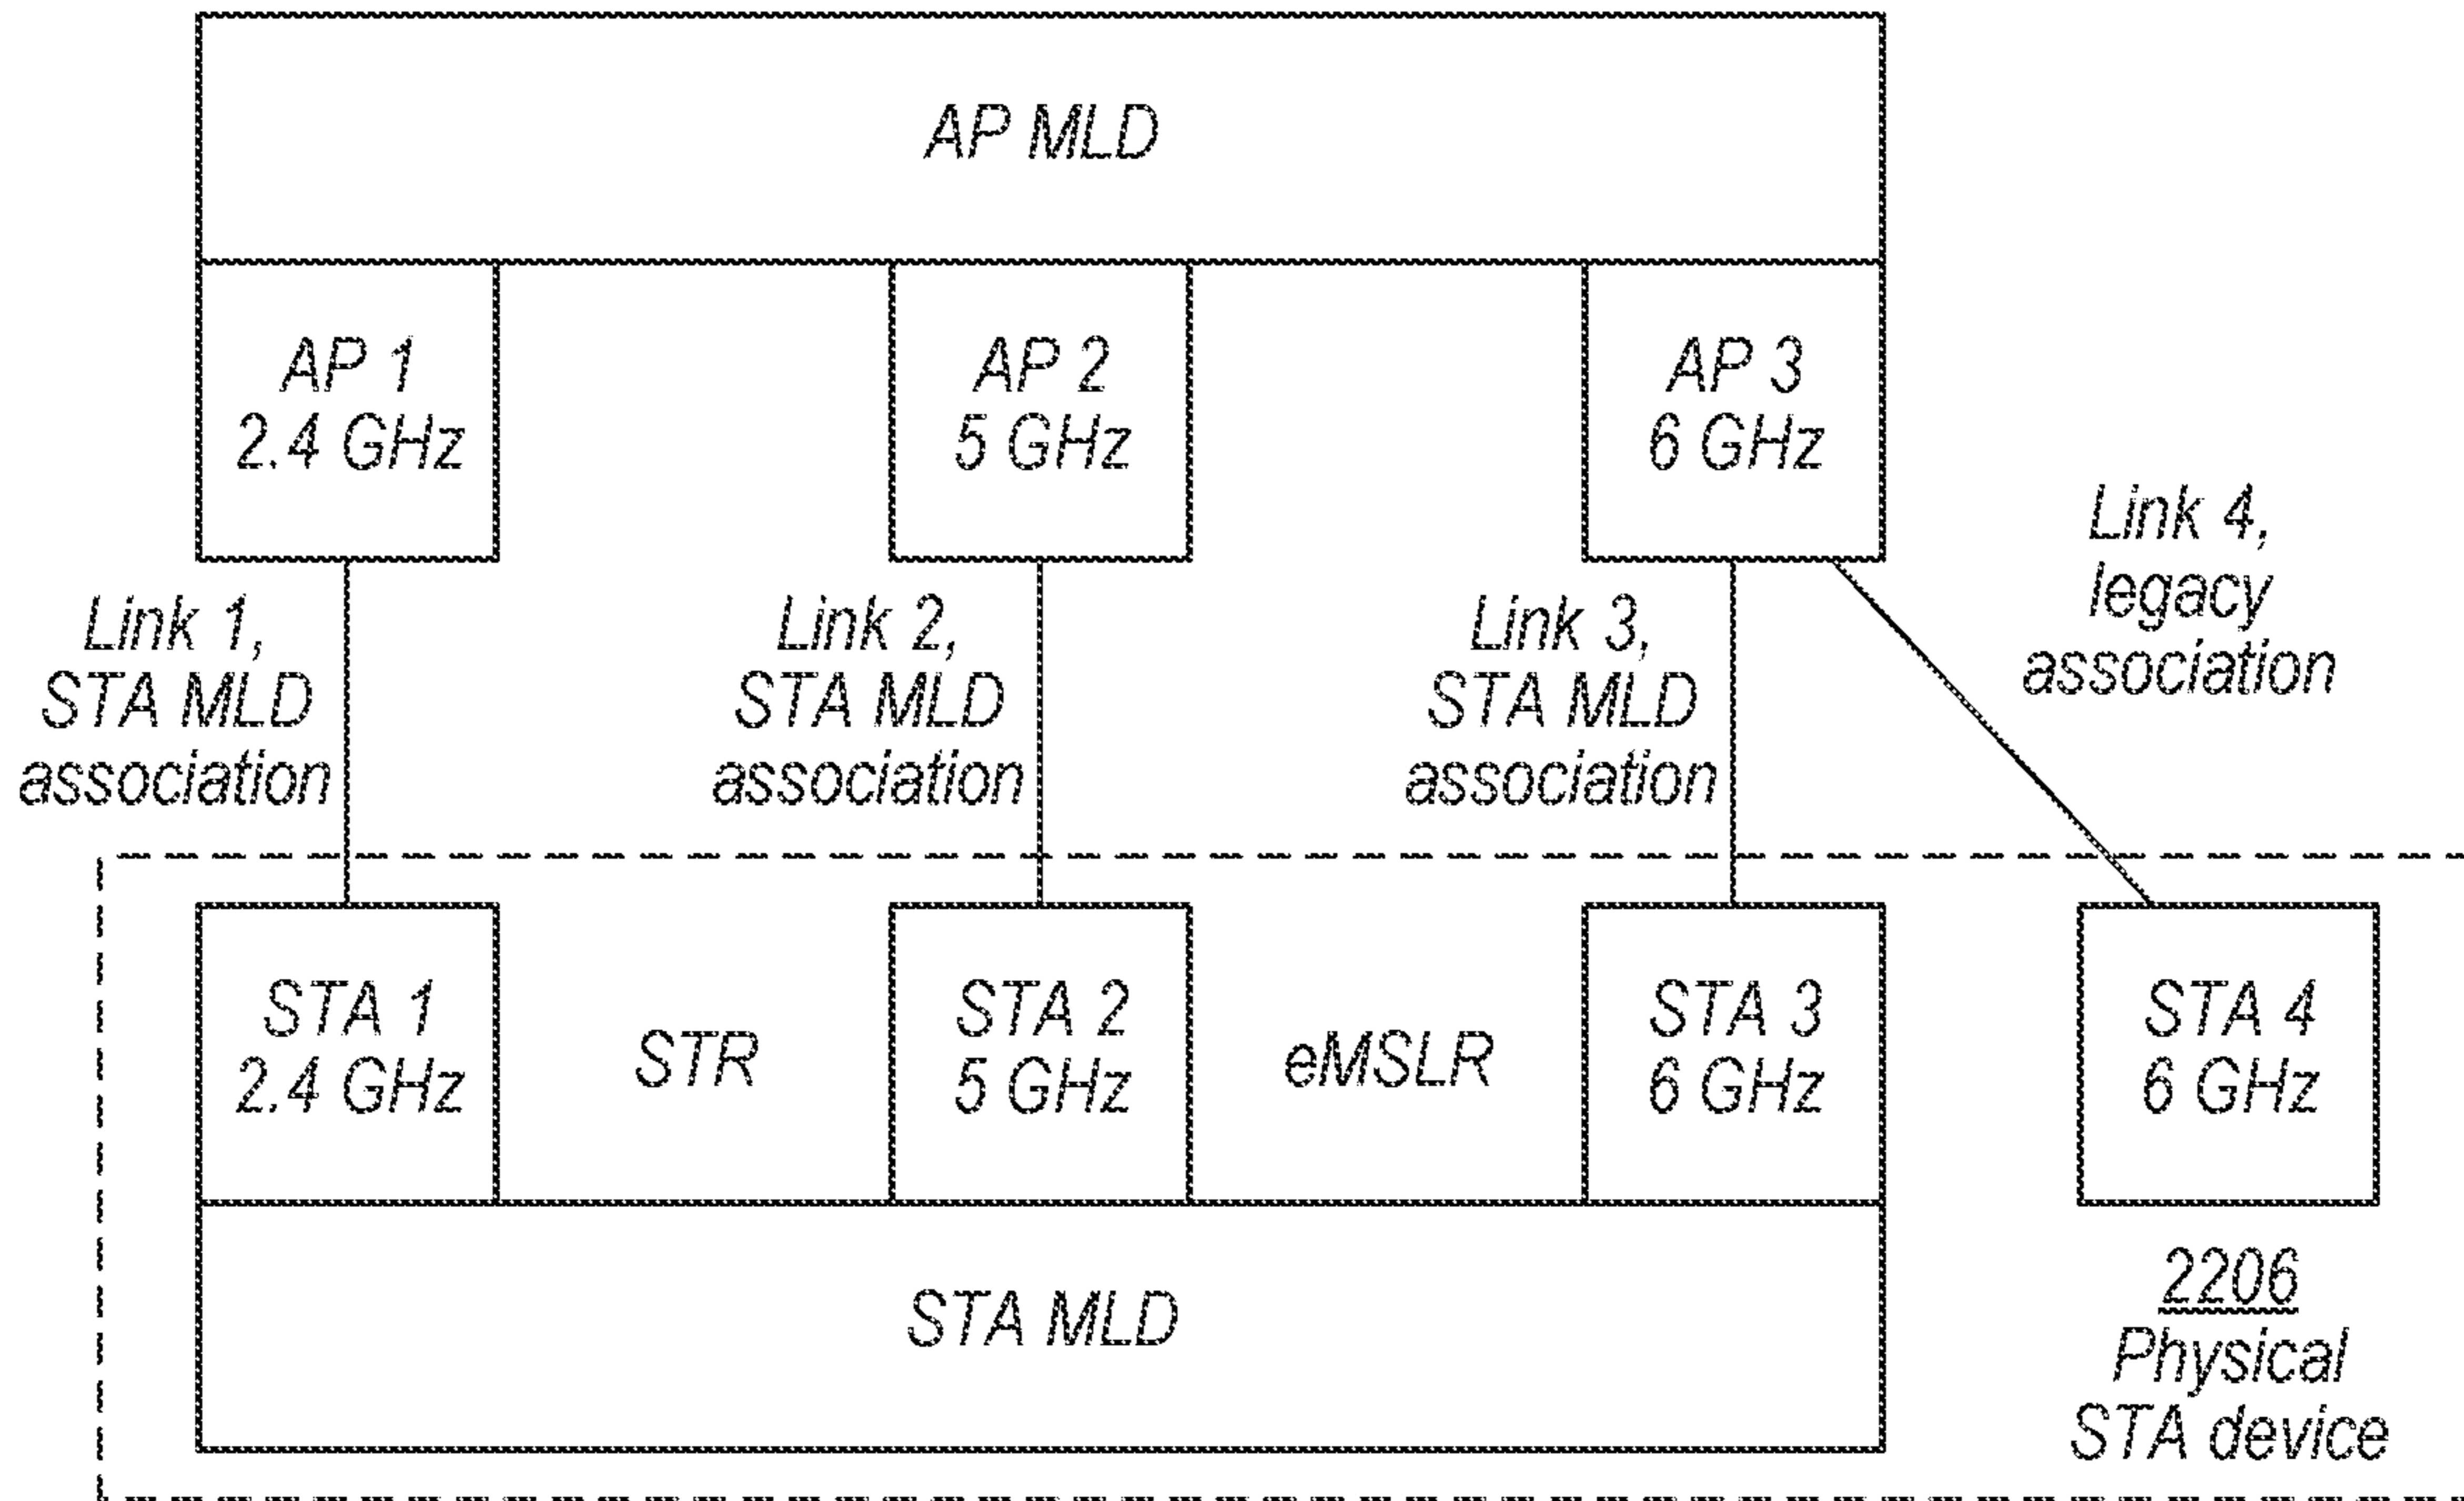 AP MLD
AP 1
2.4 GHz
AP 2
5 GHz
AP 3
6 GHz
Link 1,
STA MLD
association
Link 2,
STA MLD
association
Link 3,
STA MLD
association
Link 4,
legacy
association
STA 1
2.4 GHz
STR
STA 2
5 GHz
eMSLR
STA 3
6 GHz
STA 4
6 GHz
STA MLD
2206
Physical
STA device